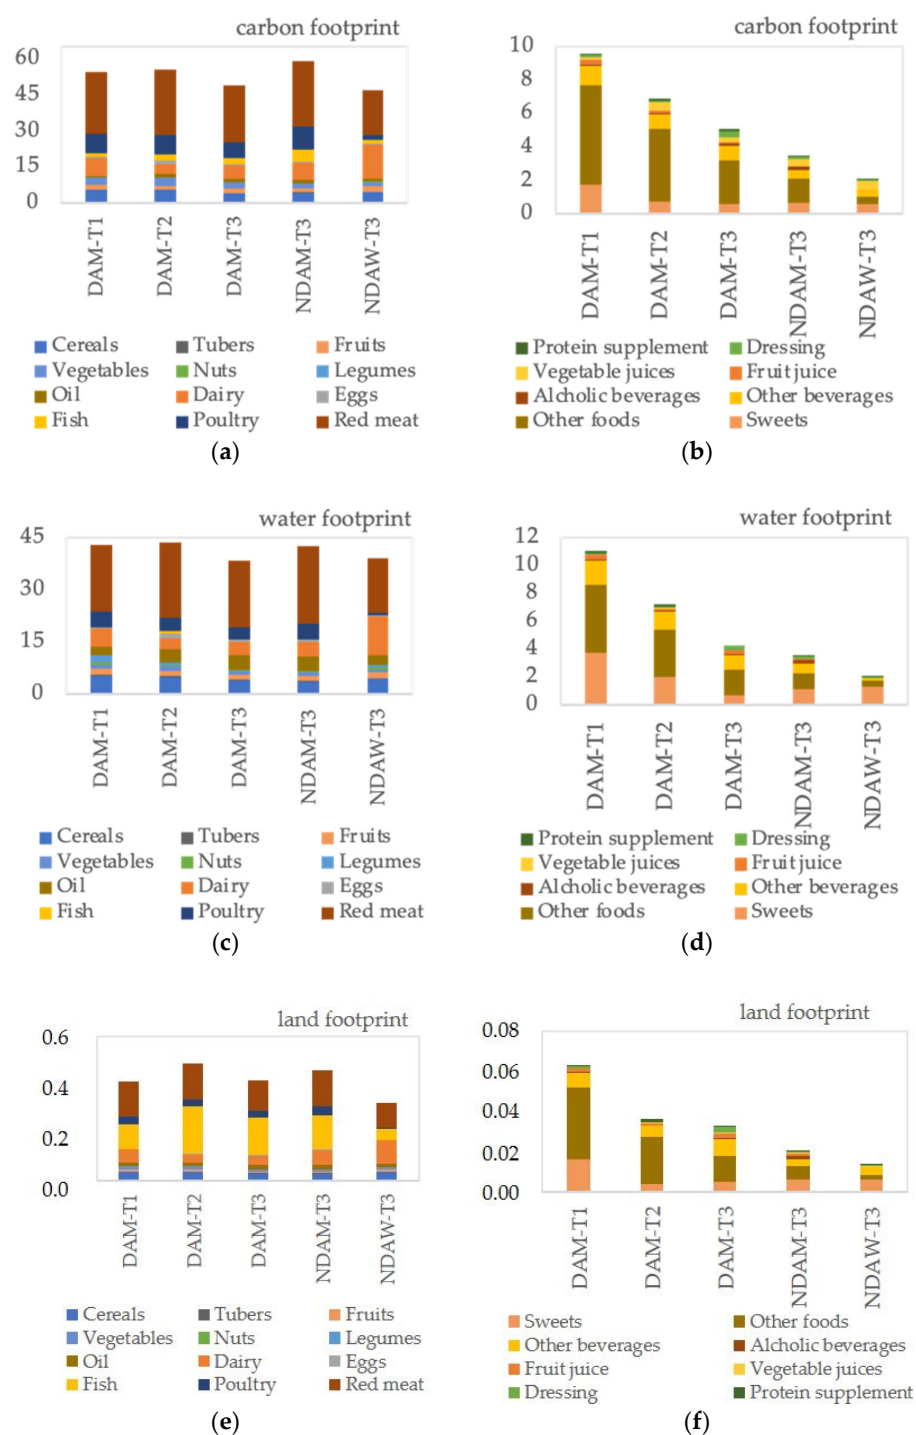 carbon footprint
60
45
30
15
0
DAM-T1
DAM-T2
DAM-T3
NDAM-T3
NDAW-T3
Cereals Tubers Fruits
Vegetables Nuts Legumes
Oil Dairy Eggs
Fish Poultry Red meat
(a)
carbon footprint
10
8
6
4
2
0
DAM-T1
DAM-T2
DAM-T3
NDAM-T3
NDAW-T3
Protein supplement Dressing
Vegetable juices Fruit juice
Alcholic beverages Other beverages
Other foods Sweets
(b)
water footprint
45
30
15
0
DAM-T1
DAM-T2
DAM-T3
NDAM-T3
NDAW-T3
Cereals Tubers Fruits
Vegetables Nuts Legumes
Oil Dairy Eggs
Fish Poultry Red meat
(c)
water footprint
12
10
8
6
4
2
0
DAM-T1
DAM-T2
DAM-T3
NDAM-T3
NDAW-T3
Protein supplement Dressing
Vegetable juices Fruit juice
Alcholic beverages Other beverages
Other foods Sweets
(d)
land footprint
0.6
0.4
0.2
0.0
DAM-T1
DAM-T2
DAM-T3
NDAM-T3
NDAW-T3
Cereals Tubers Fruits
Vegetables Nuts Legumes
Oil Dairy Eggs
Fish Poultry Red meat
(e)
land footprint
0.08
0.06
0.04
0.02
0.00
DAM-T1
DAM-T2
DAM-T3
NDAM-T3
NDAW-T3
Sweets Other foods
Other beverages Alcholic beverages
Fruit juice Vegetable juices
Dressing Protein supplement
(f)